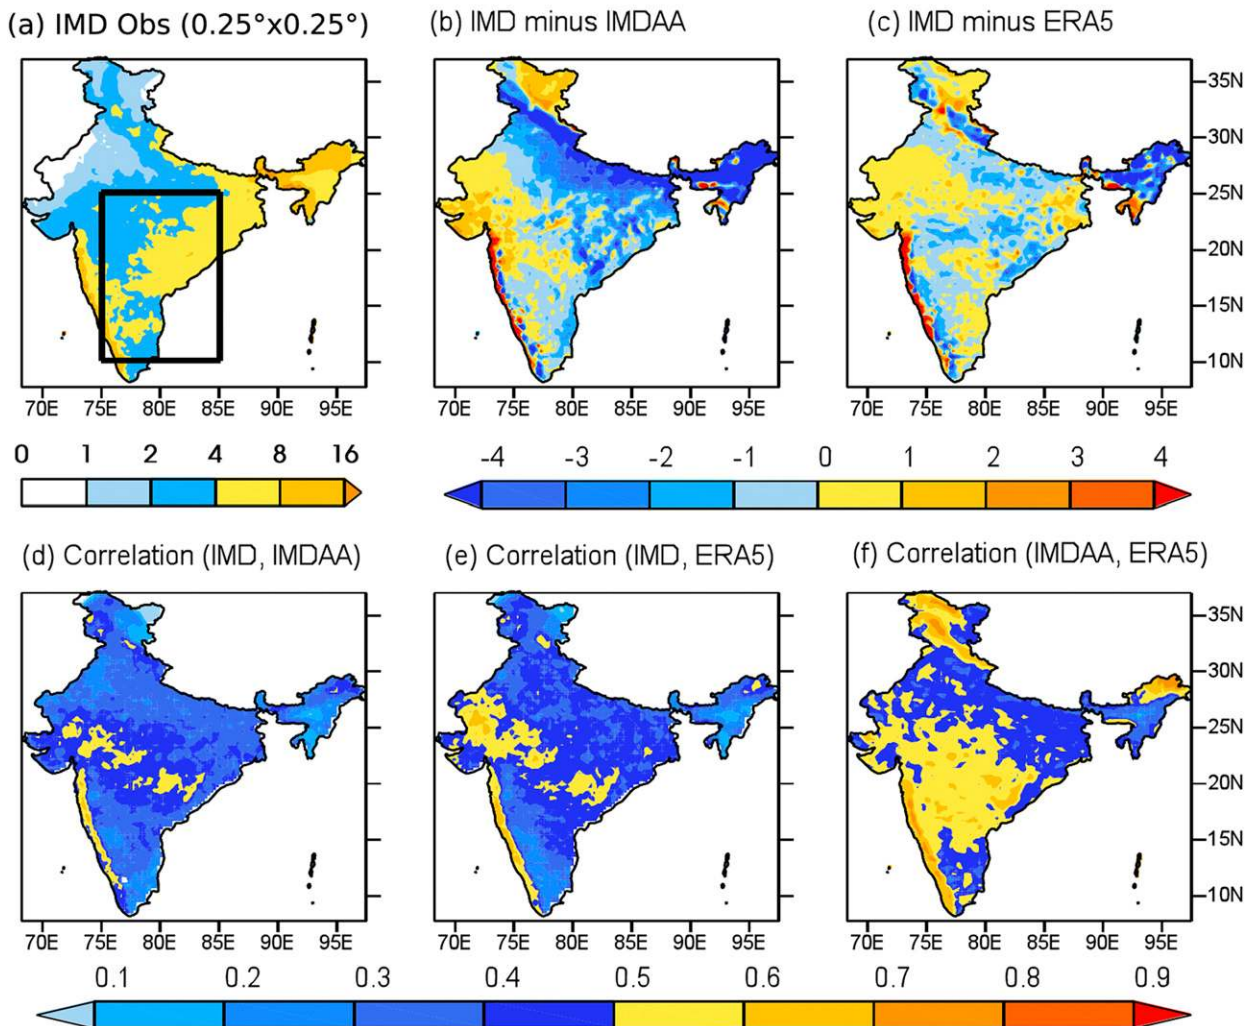 (a) IMD Obs (0.25°x0.25°)
(b) IMD minus IMDAA
(c) IMD minus ERA5
35N
30N
25N
20N
15N
10N
70E 75E 80E 85E 90E 95E
70E 75E 80E 85E 90E 95E
70E 75E 80E 85E 90E 95E
0 1 2 4 8 16
-4 -3 -2 -1 0 1 2 3 4
(d) Correlation (IMD, IMDAA)
(e) Correlation (IMD, ERA5)
(f) Correlation (IMDAA, ERA5)
35N
30N
25N
20N
15N
10N
70E 75E 80E 85E 90E 95E
70E 75E 80E 85E 90E 95E
70E 75E 80E 85E 90E 95E
0.1 0.2 0.3 0.4 0.5 0.6 0.7 0.8 0.9